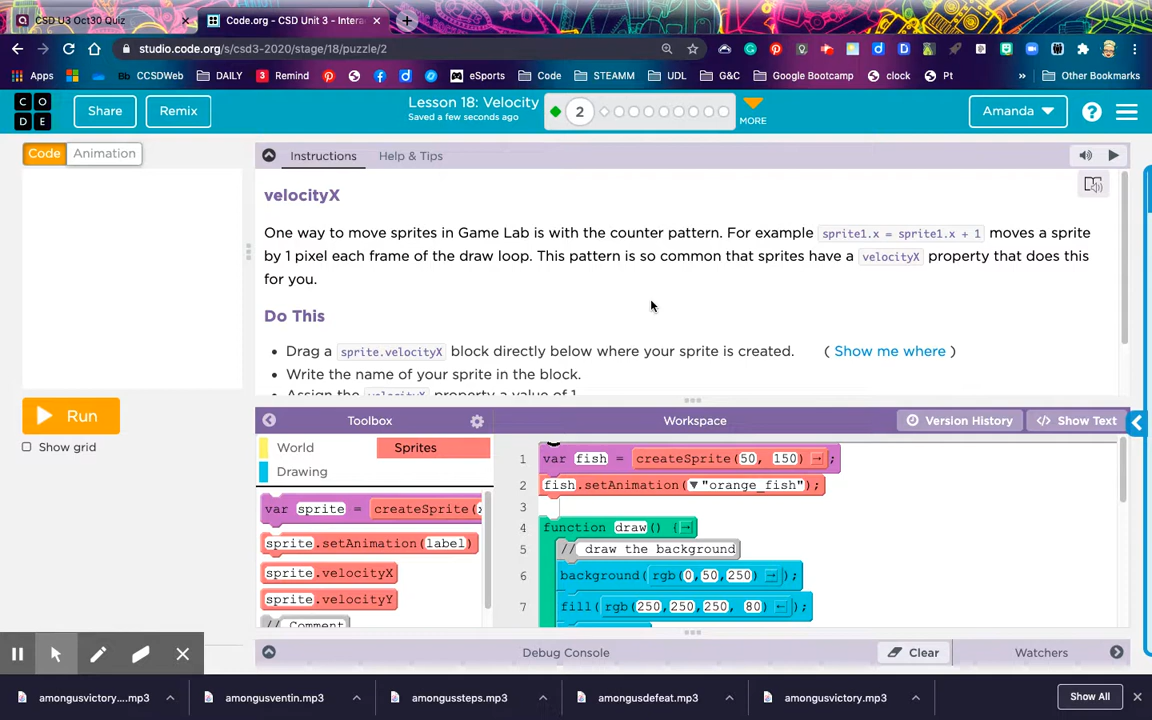 CSD U3 Oct30 Quiz
Code.org - CSD Unit 3 - Intera
studio.code.org/s/csd3-2020/stage/18/puzzle/2
Apps
CCSDWeb
DAILY
Remind
eSports
Code
STEAMM
UDL
G&C
Google Bootcamp
clock
Pt
Other Bookmarks
CODE
Share
Remix
Lesson 18: Velocity
Saved a few seconds ago
2
MORE
Amanda
Code
Animation
Instructions
Help & Tips
velocityX
One way to move sprites in Game Lab is with the counter pattern. For example sprite1.x = sprite1.x + 1 moves a sprite
by 1 pixel each frame of the draw loop. This pattern is so common that sprites have a velocityX property that does this
for you.
Do This
• Drag a sprite.velocityX block directly below where your sprite is created. ( Show me where )
• Write the name of your sprite in the block.
• Assign the velocityX property a value of 1
Run
Show grid
Toolbox
Workspace
Version History
</> Show Text
World
Sprites
Drawing
var sprite = createSprite(x
sprite.setAnimation(label)
sprite.velocityX
sprite.velocityY
// Comment
1 var fish = createSprite(50, 150);
2 fish.setAnimation("orange_fish");
3
4 function draw() {
5 // draw the background
6 background(rgb(0,50,250));
7 fill(rgb(250,250,250, 80));
Debug Console
Clear
Watchers
amongusvictory....mp3
amongusventin.mp3
amongussteps.mp3
amongusdefeat.mp3
amongusvictory.mp3
Show All